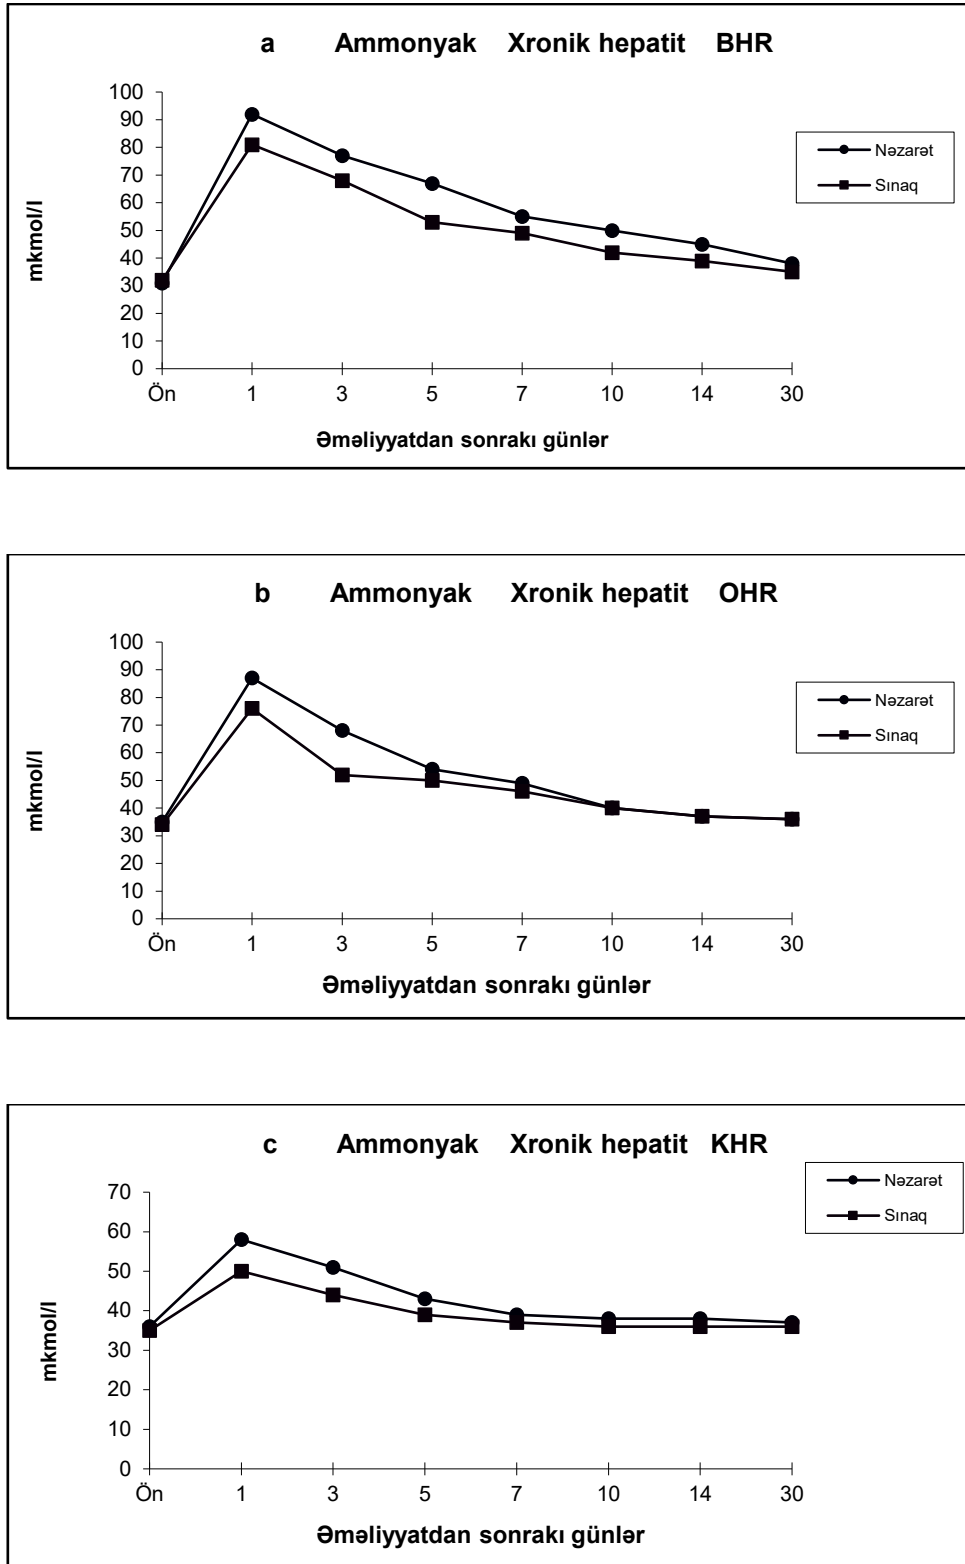 a Ammonyak Xronik hepatit BHR
100
90
80
70
60
50
40
30
20
10
0
mkmol/l
Nəzarət
Sınaq
Ön 1 3 5 7 10 14 30
Əməliyyatdan sonrakı günlər
b Ammonyak Xronik hepatit OHR
100
90
80
70
60
50
40
30
20
10
0
mkmol/l
Nəzarət
Sınaq
Ön 1 3 5 7 10 14 30
Əməliyyatdan sonrakı günlər
c Ammonyak Xronik hepatit KHR
70
60
50
40
30
20
10
0
mkmol/l
Nəzarət
Sınaq
Ön 1 3 5 7 10 14 30
Əməliyyatdan sonrakı günlər